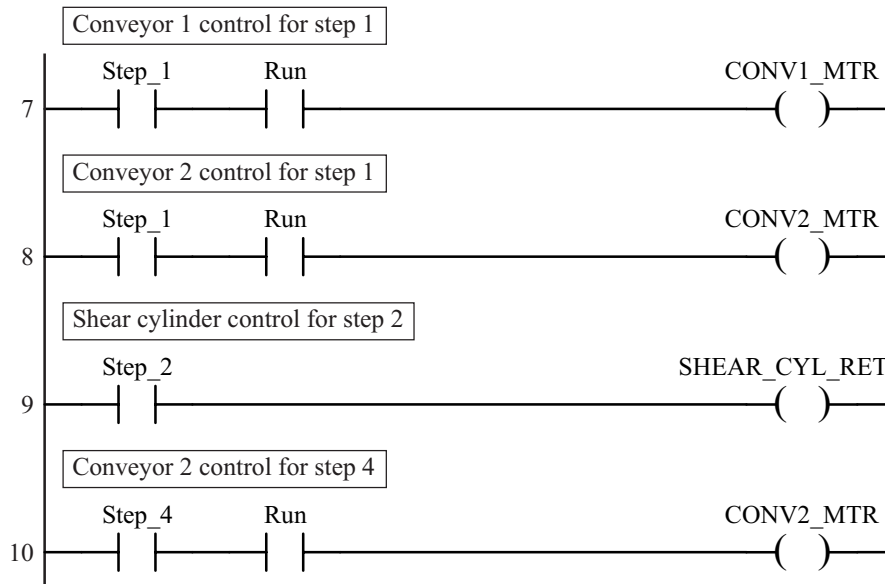 Conveyor 1 control for step 1
Step_1 Run CONV1_MTR
7
Conveyor 2 control for step 1
Step_1 Run CONV2_MTR
8
Shear cylinder control for step 2
Step_2 SHEAR_CYL_RET
9
Conveyor 2 control for step 4
Step_4 Run CONV2_MTR
10